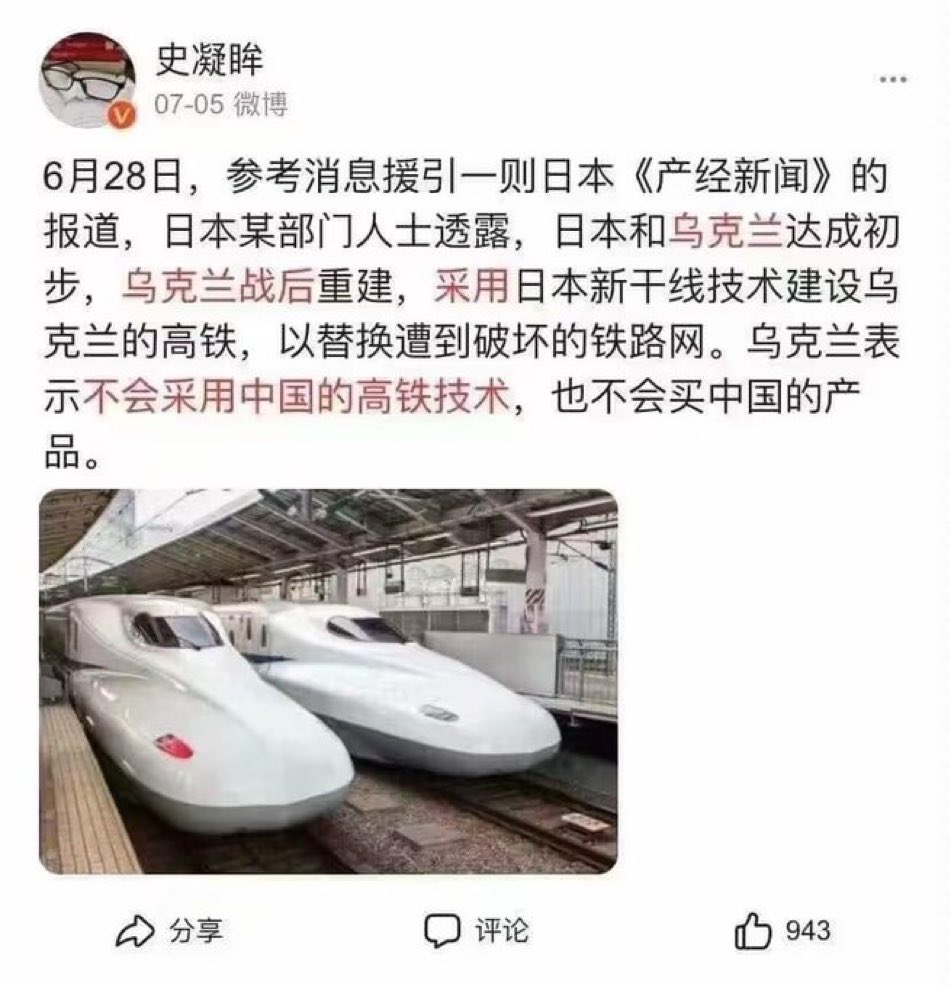 史凝眸
07-05 微博
6月28日，参考消息援引一则日本《产经新闻》的
报道，日本某部门人士透露，日本和乌克兰达成初
步，乌克兰战后重建，采用日本新干线技术建设乌
克兰的高铁，以替换遭到破坏的铁路网。乌克兰表
示不会采用中国的高铁技术，也不会买中国的产
品。
分享 评论 943